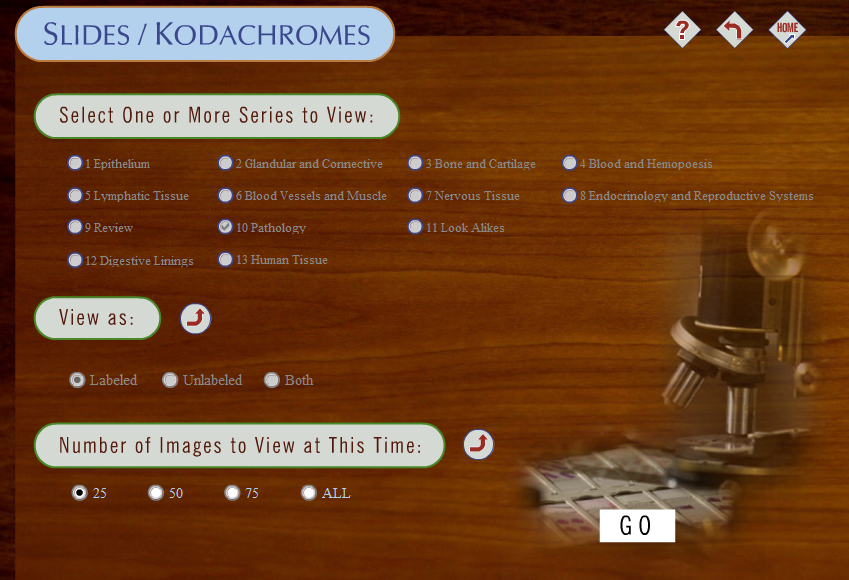 SLIDES / KODACHROMES
?
HOME
Select One or More Series to View:
1 Epithelium 2 Glandular and Connective 3 Bone and Cartilage 4 Blood and Hemopoesis
5 Lymphatic Tissue 6 Blood Vessels and Muscle 7 Nervous Tissue 8 Endocrinology and Reproductive Systems
9 Review 10 Pathology 11 Look Alikes
12 Digestive Linings 13 Human Tissue
View as:
Labeled Unlabeled Both
Number of Images to View at This Time:
25 50 75 ALL
GO